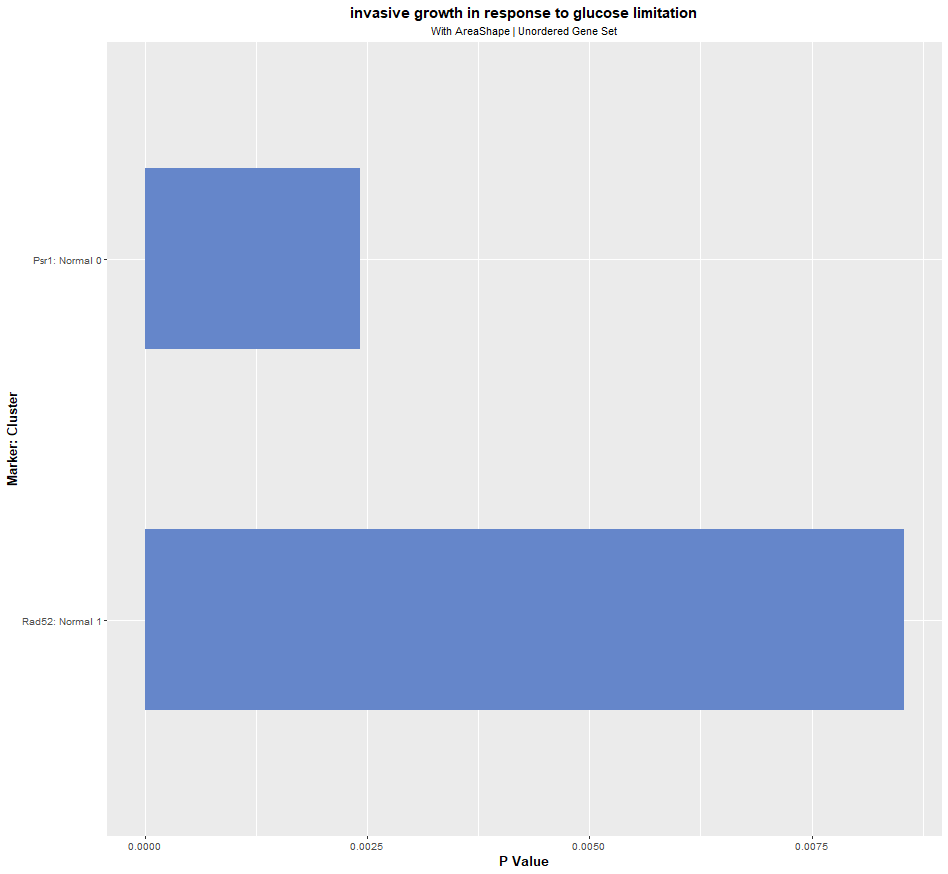 invasive growth in response to glucose limitation
With AreaShape | Unordered Gene Set
Marker: Cluster
Psr1: Normal 0
Rad52: Normal 1
0.0000
0.0025
0.0050
0.0075
P Value